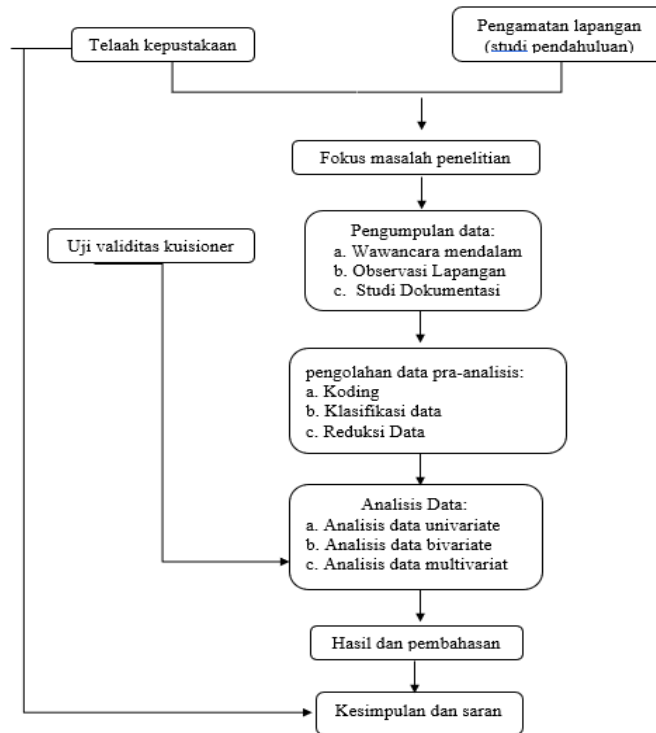 Telaah kepustakaan
Pengamatan lapangan
(studi pendahuluan)
Fokus masalah penelitian
Uji validitas kuisioner
Pengumpulan data:
a. Wawancara mendalam
b. Observasi Lapangan
c. Studi Dokumentasi
pengolahan data pra-analisis:
a. Koding
b. Klasifikasi data
c. Reduksi Data
Analisis Data:
a. Analisis data univariate
b. Analisis data bivariate
c. Analisis data multivariat
Hasil dan pembahasan
Kesimpulan dan saran